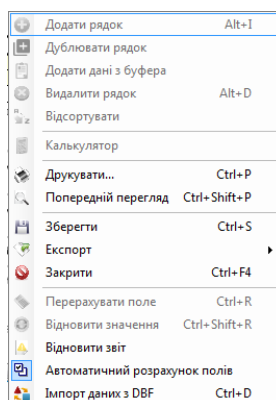 Додати рядок Alt+I
Дублювати рядок
Додати дані з буфера
Видалити рядок Alt+D
Відсортувати
Калькулятор
Друкувати... Ctrl+P
Попередній перегляд Ctrl+Shift+P
Зберегти Ctrl+S
Експорт
Закрити Ctrl+F4
Перерахувати поле Ctrl+R
Відновити значення Ctrl+Shift+R
Відновити звіт
Автоматичний розрахунок полів
Імпорт даних з DBF Ctrl+D